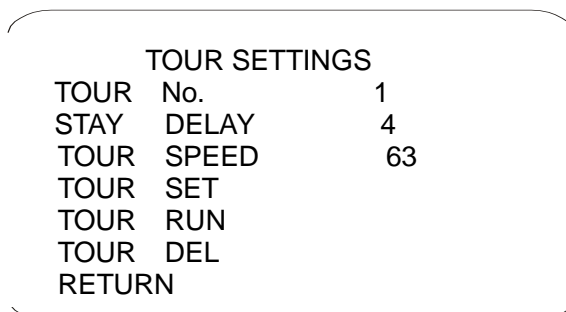 TOUR SETTINGS
TOUR No. 1
STAY DELAY 4
TOUR SPEED 63
TOUR SET
TOUR RUN
TOUR DEL
RETURN